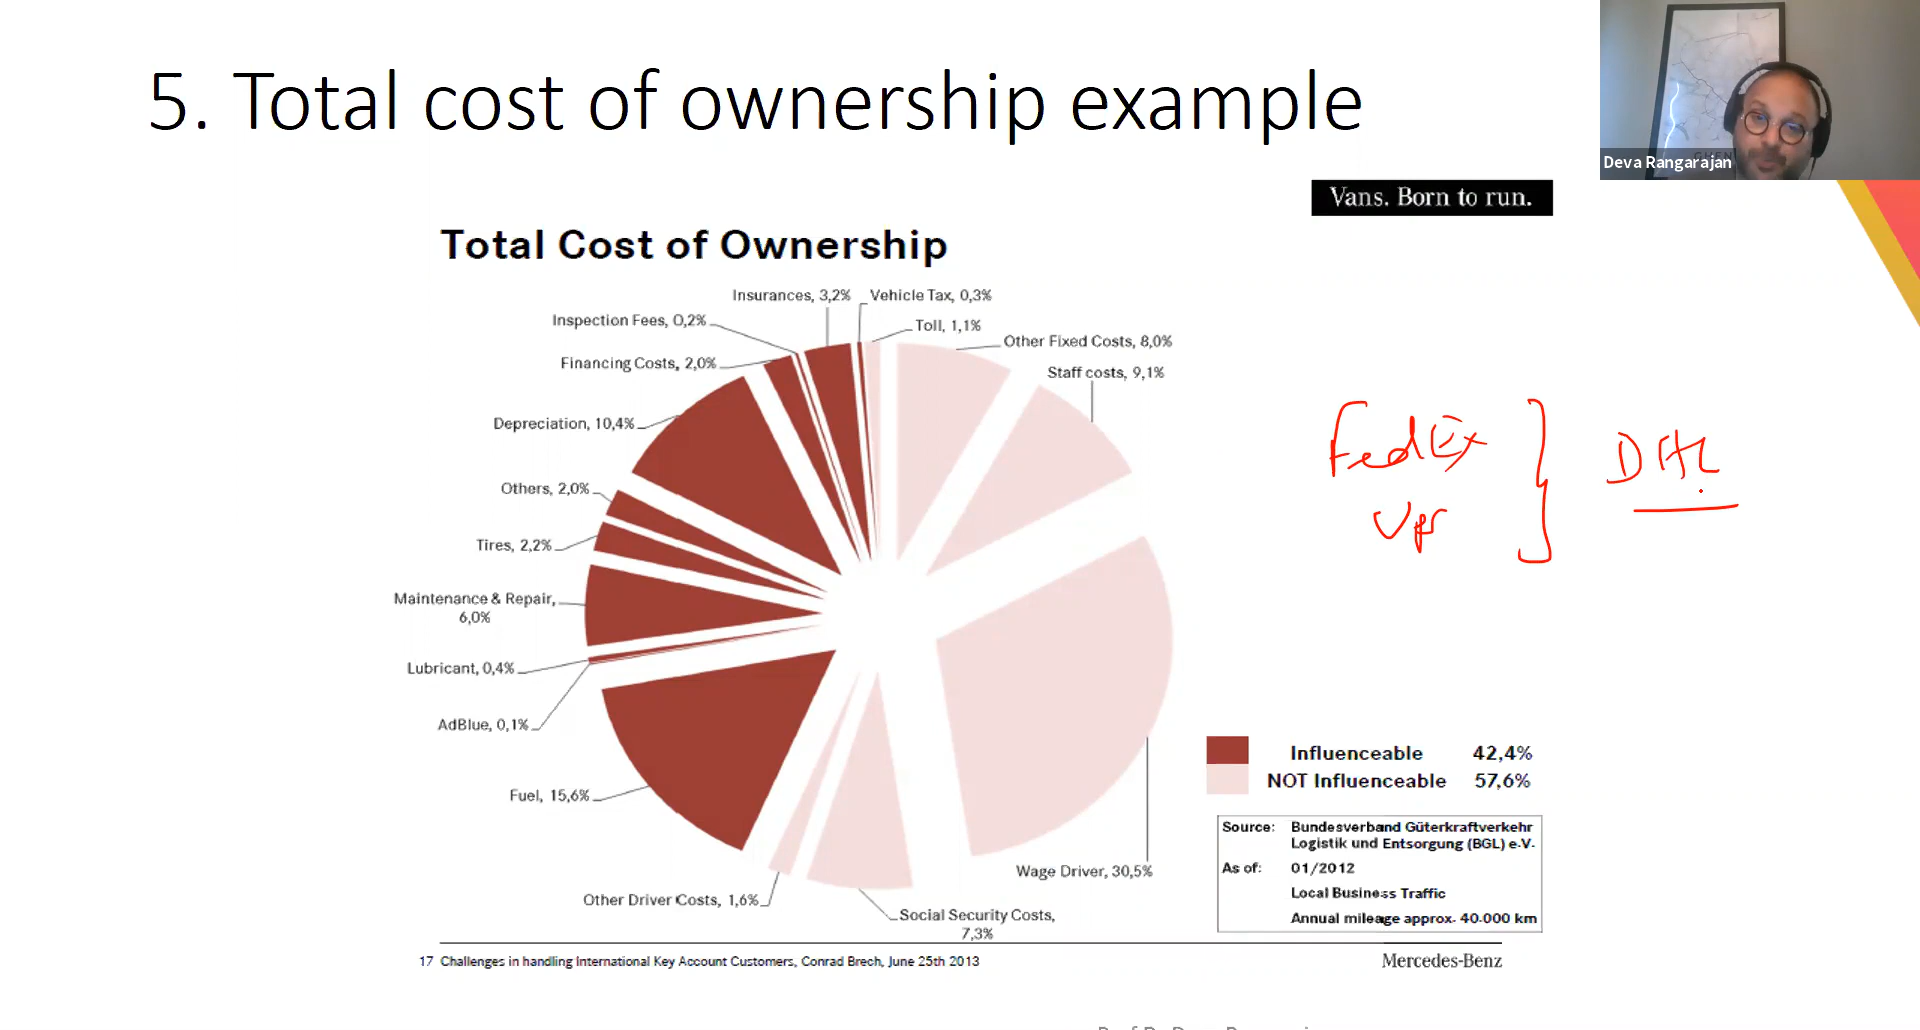 5. Total cost of ownership example
Deva Rangarajan
Vans. Born to run.
Total Cost of Ownership
Insurances, 3,2%
Vehicle Tax, 0,3%
Inspection Fees, 0,2%
Toll, 1,1%
Other Fixed Costs, 8,0%
Financing Costs, 2,0%
Staff costs, 9,1%
Depreciation, 10,4%
Others, 2,0%
Tires, 2,2%
Maintenance & Repair,
6,0%
Lubricant, 0,4%
AdBlue, 0,1%
Fuel, 15,6%
Other Driver Costs, 1,6%
Social Security Costs,
7,3%
Wage Driver, 30,5%
FedEx
DHL
Influenceable 42,4%
NOT Influenceable 57,6%
Source: Bundesverband Güterkraftverkehr
Logistik und Entsorgung (BGL) e.V.
As of: 01/2012
Local Business Traffic
Annual mileage approx. 40.000 km
17 Challenges in handling International Key Account Customers, Conrad Brech, June 25th 2013
Mercedes-Benz